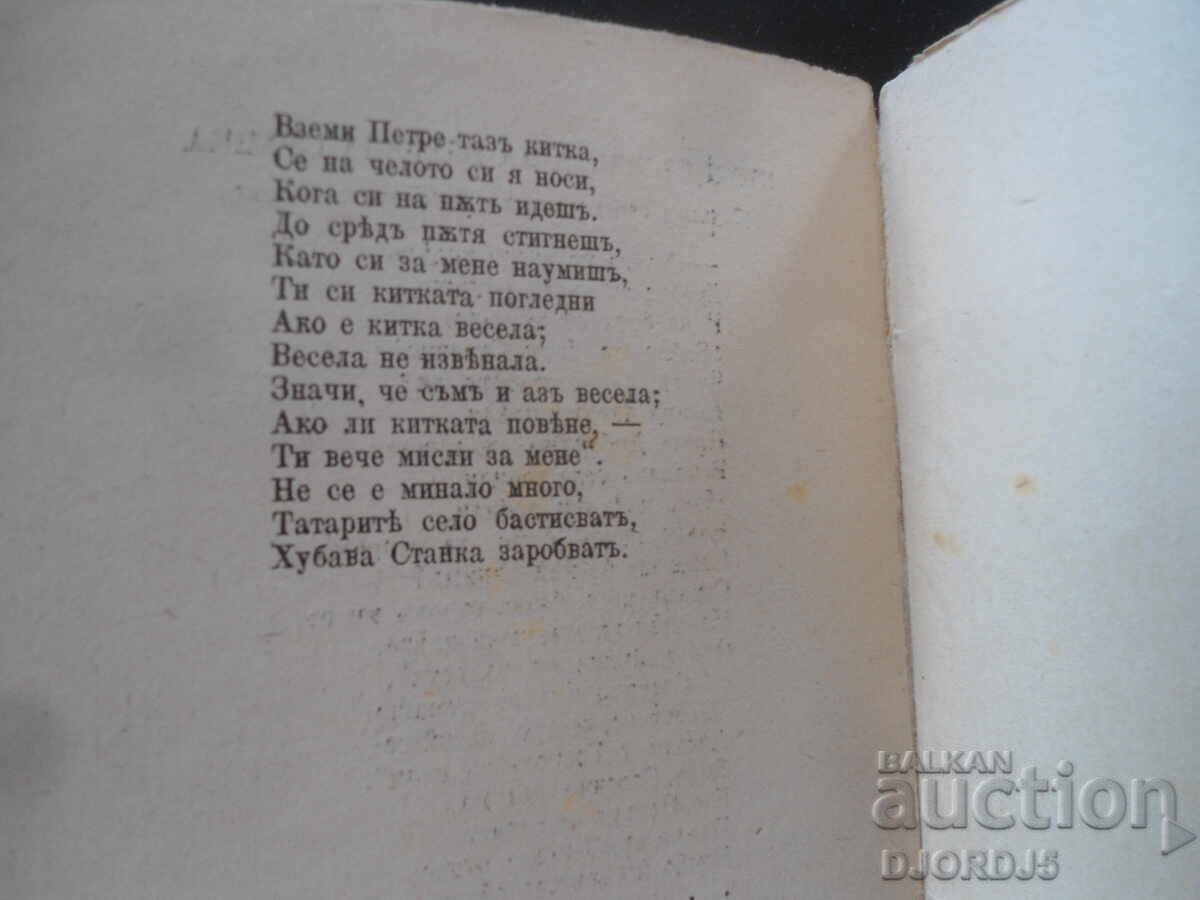 Вземи Петре тазъ китка,
Се на челото си я носи,
Кога си на пѫть идешъ.
До срѣдъ пѫтя стигнешъ,
Като си за мене наумишъ,
Ти си китката погледни
Ако е китка весела;
Весела не извѣнала.
Значи, че съмъ и азъ весела;
Ако ли китката повѣне, —
Ти вече мисли за мене“.
Не се е минало много,
Татаритѣ село бастисватъ,
Хубава Станка заробватъ.
BALKAN
auction
DJORDJ5